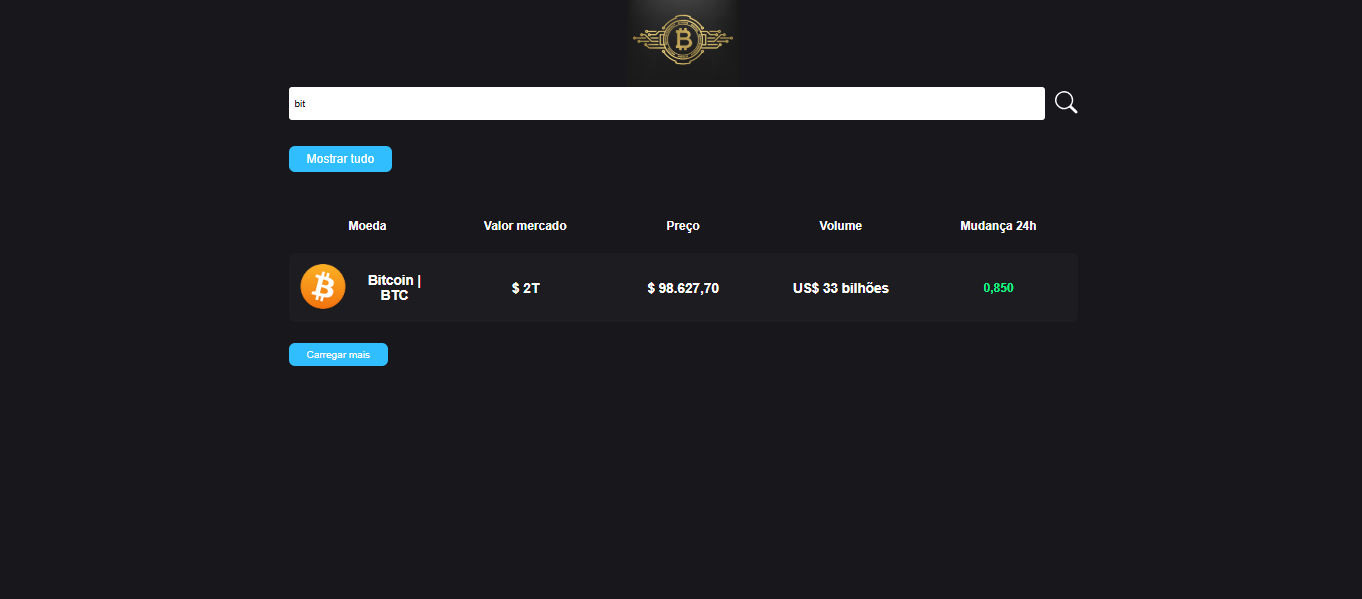 bit
Mostrar tudo
Moeda Valor mercado Preço Volume Mudança 24h
Bitcoin |
BTC
$ 2T
$ 98.627,70
US$ 33 bilhões
0,850
Carregar mais